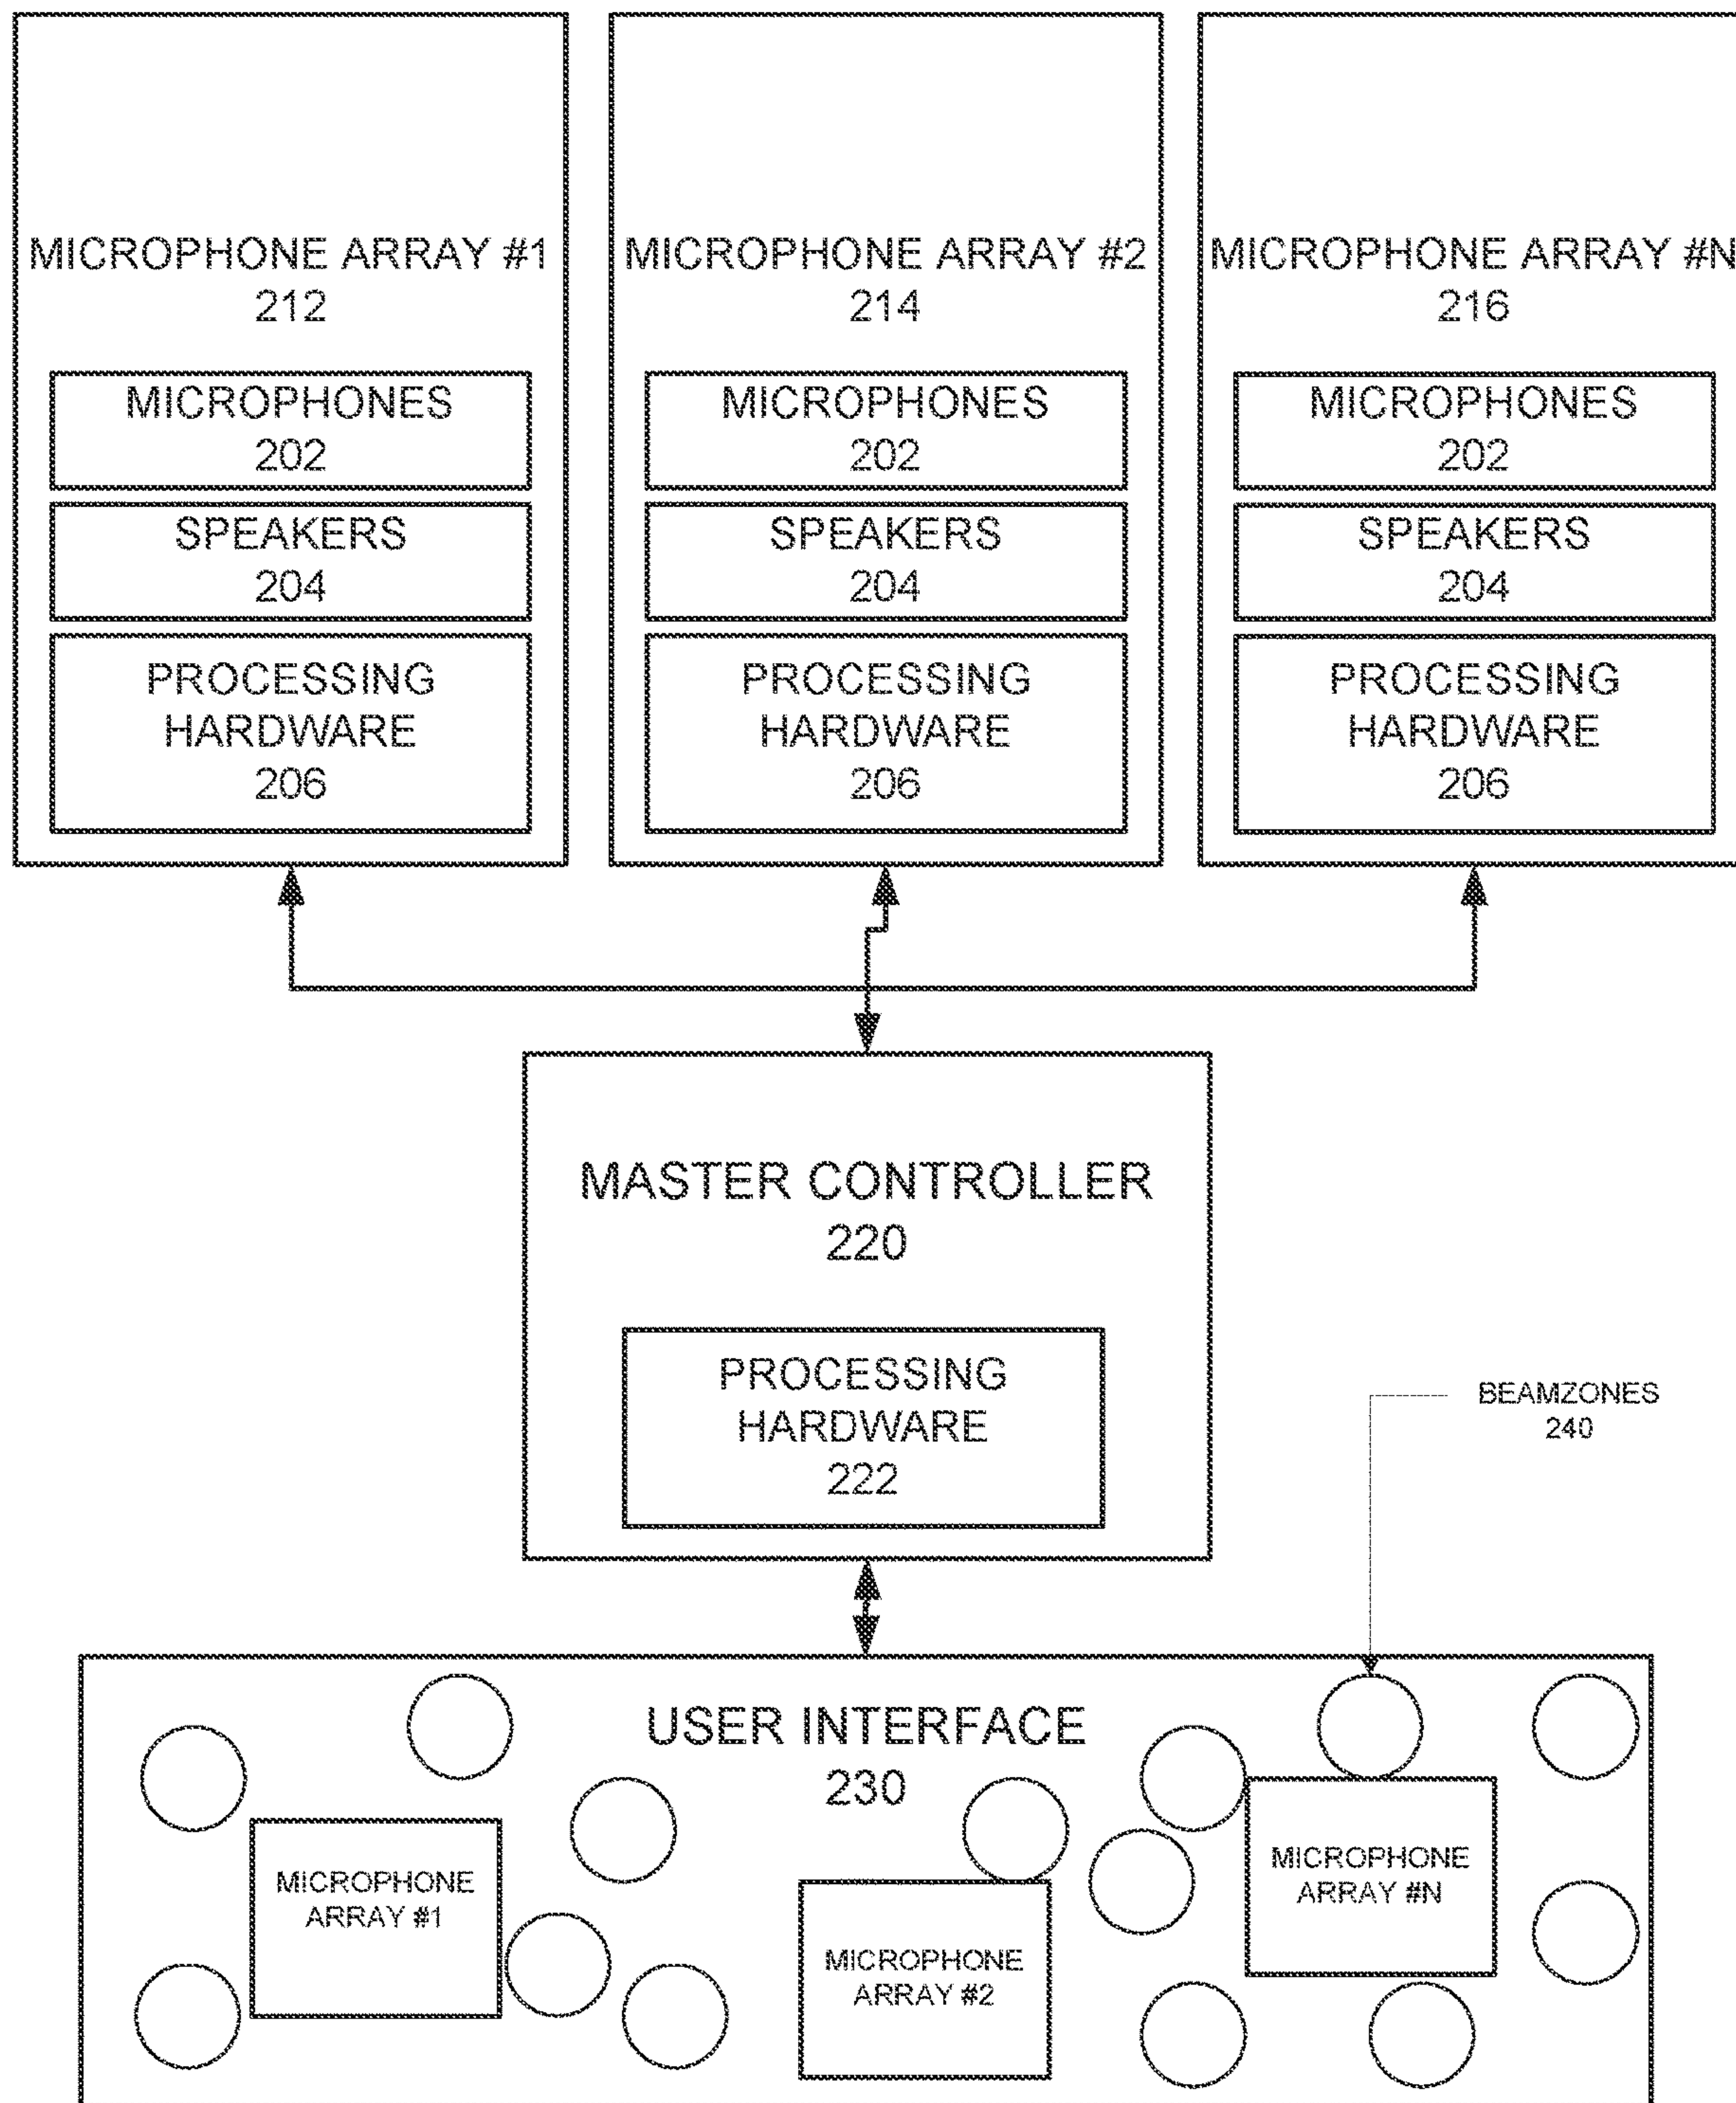 MICROPHONE ARRAY #1
212
MICROPHONES
202
SPEAKERS
204
PROCESSING
HARDWARE
206
MICROPHONE ARRAY #2
214
MICROPHONES
202
SPEAKERS
204
PROCESSING
HARDWARE
206
MICROPHONE ARRAY #N
216
MICROPHONES
202
SPEAKERS
204
PROCESSING
HARDWARE
206
MASTER CONTROLLER
220
PROCESSING
HARDWARE
222
BEAMZONES
240
USER INTERFACE
230
MICROPHONE
ARRAY #1
MICROPHONE
ARRAY #2
MICROPHONE
ARRAY #N